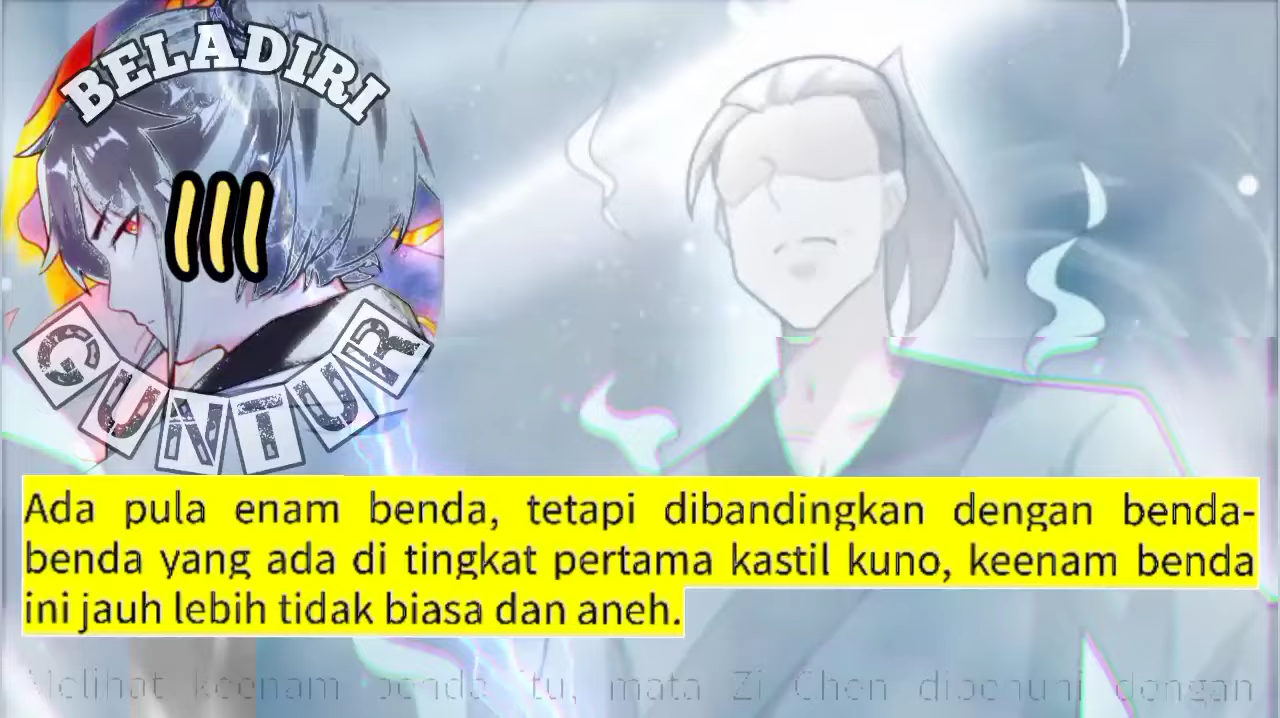 BELADIRI
GUNTUR
Ada pula enam benda, tetapi dibandingkan dengan benda-
benda yang ada di tingkat pertama kastil kuno, keenam benda
ini jauh lebih tidak biasa dan aneh.
Melihat keenam benda itu, mata Zi Chen dipenuhi dengan